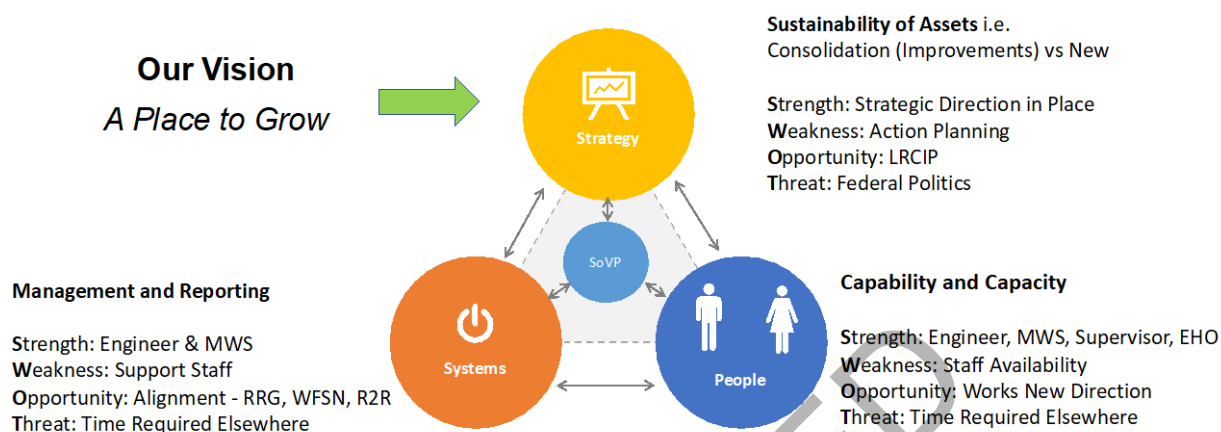 Our Vision
A Place to Grow
Strategy
Sustainability of Assets i.e.
Consolidation (Improvements) vs New
Strength: Strategic Direction in Place
Weakness: Action Planning
Opportunity: LRCIP
Threat: Federal Politics
SoVP
Management and Reporting
Strength: Engineer & MWS
Weakness: Support Staff
Opportunity: Alignment - RRG, WFSN, R2R
Threat: Time Required Elsewhere
Systems
People
Capability and Capacity
Strength: Engineer, MWS, Supervisor, EHO
Weakness: Staff Availability
Opportunity: Works New Direction
Threat: Time Required Elsewhere